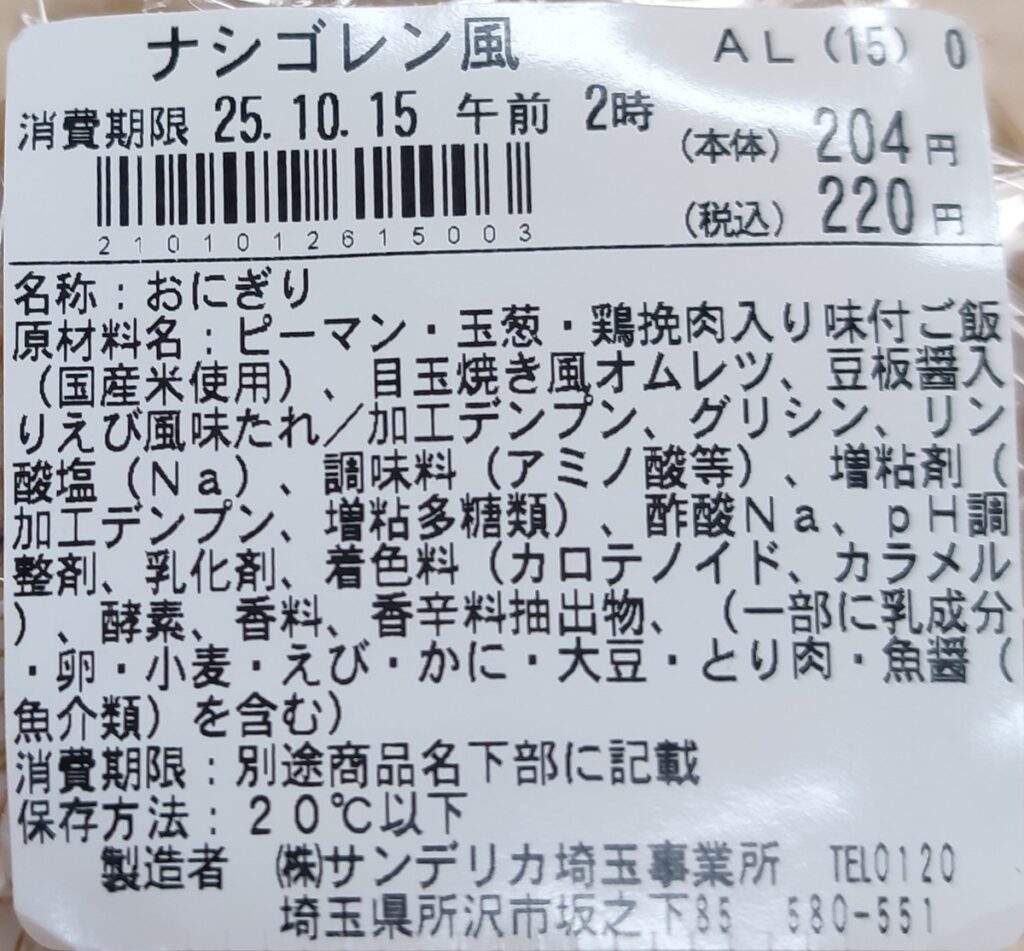 ナシゴレン風 AL(15) 0
消費期限 25.10.15 午前 2時
(本体) 204円
(税込) 220円
2101012615003
名称：おにぎり
原材料名：ピーマン・玉葱・鶏挽肉入り味付ご飯
（国産米使用）、目玉焼き風オムレツ、豆板醤入
りえび風味たれ／加工デンプン、グリシン、リン
酸塩（Ｎａ）、調味料（アミノ酸等）、増粘剤（
加工デンプン、増粘多糖類）、酢酸Ｎａ、ｐＨ調
整剤、乳化剤、着色料（カロテノイド、カラメル
）、酵素、香料、香辛料抽出物、（一部に乳成分
・卵・小麦・えび・かに・大豆・とり肉・魚醤（
魚介類）を含む）
消費期限：別途商品名下部に記載
保存方法：２０℃以下
製造者 ㈱サンデリカ埼玉事業所 TEL0120
埼玉県所沢市坂之下85 580-551